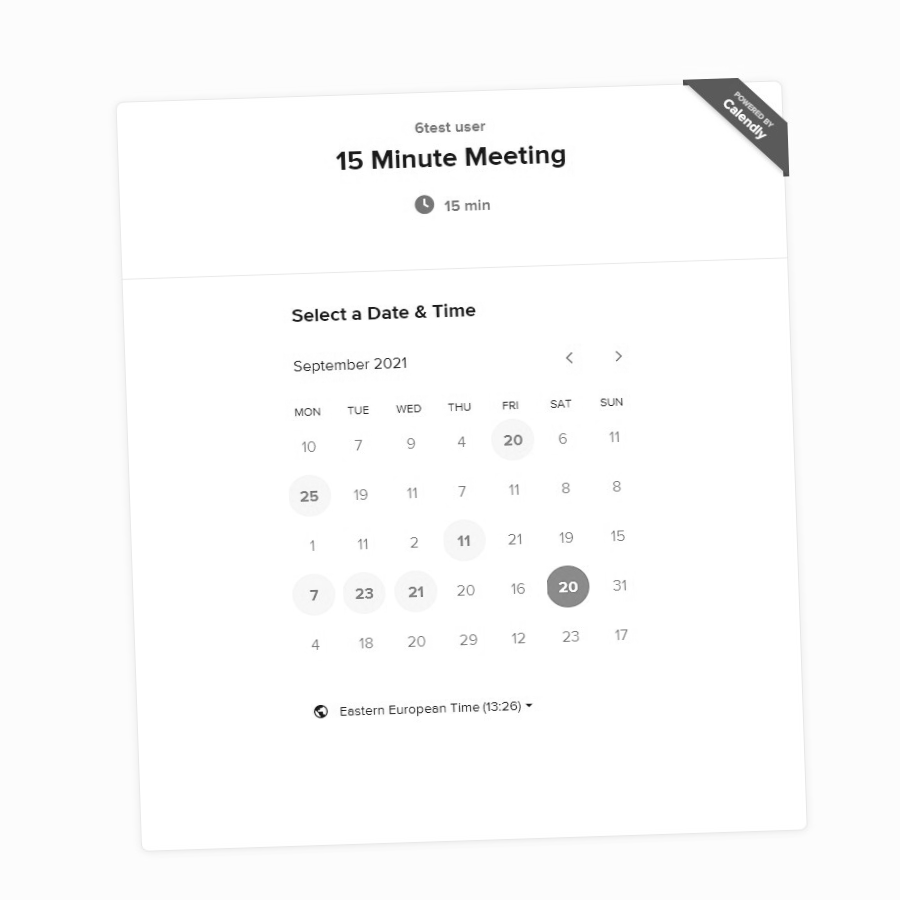 6test user
15 Minute Meeting
15 min
POWERED BY
Calendly
Select a Date & Time
September 2021
MON TUE WED THU FRI SAT SUN
10 7 9 4 20 6 11
25 19 11 7 11 8 8
1 11 2 11 21 19 15
7 23 21 20 16 20 31
4 18 20 29 12 23 17
Eastern European Time (13:26)